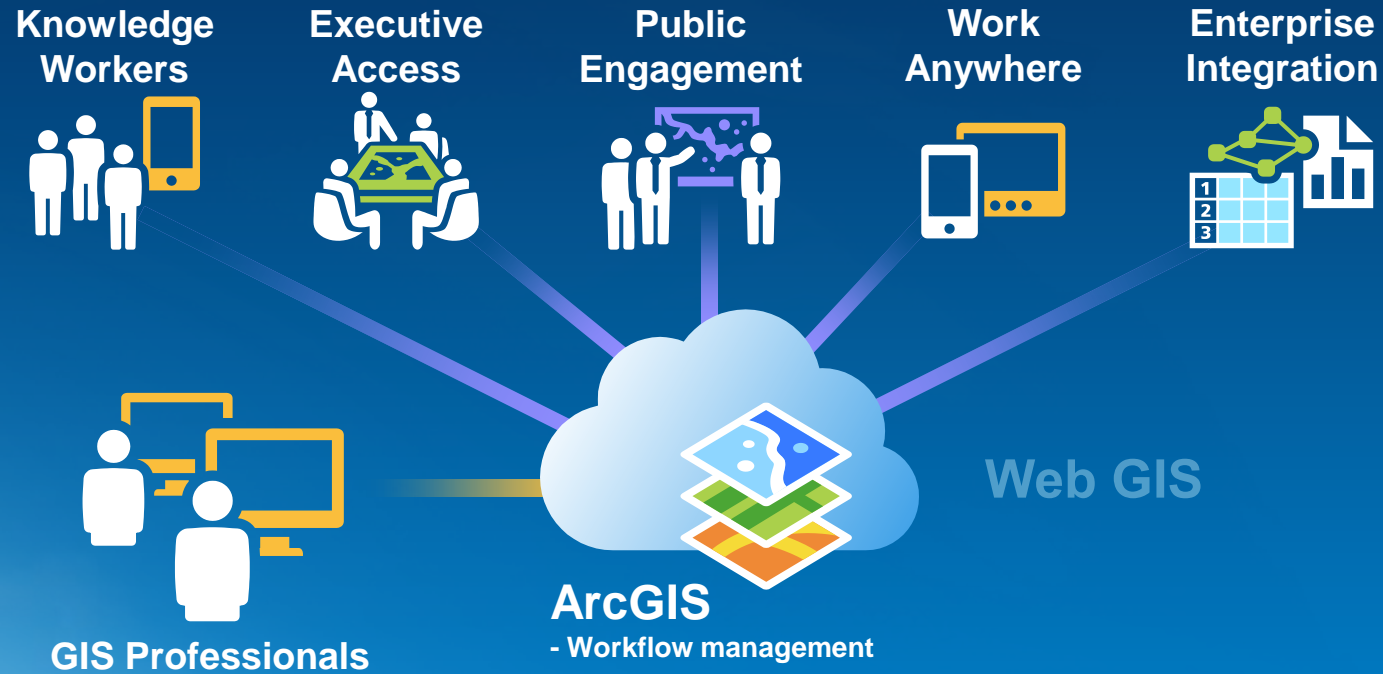 Knowledge
Workers
Executive
Access
Public
Engagement
Work
Anywhere
Enterprise
Integration
1
2
3
Web GIS
ArcGIS
- Workflow management
GIS Professionals